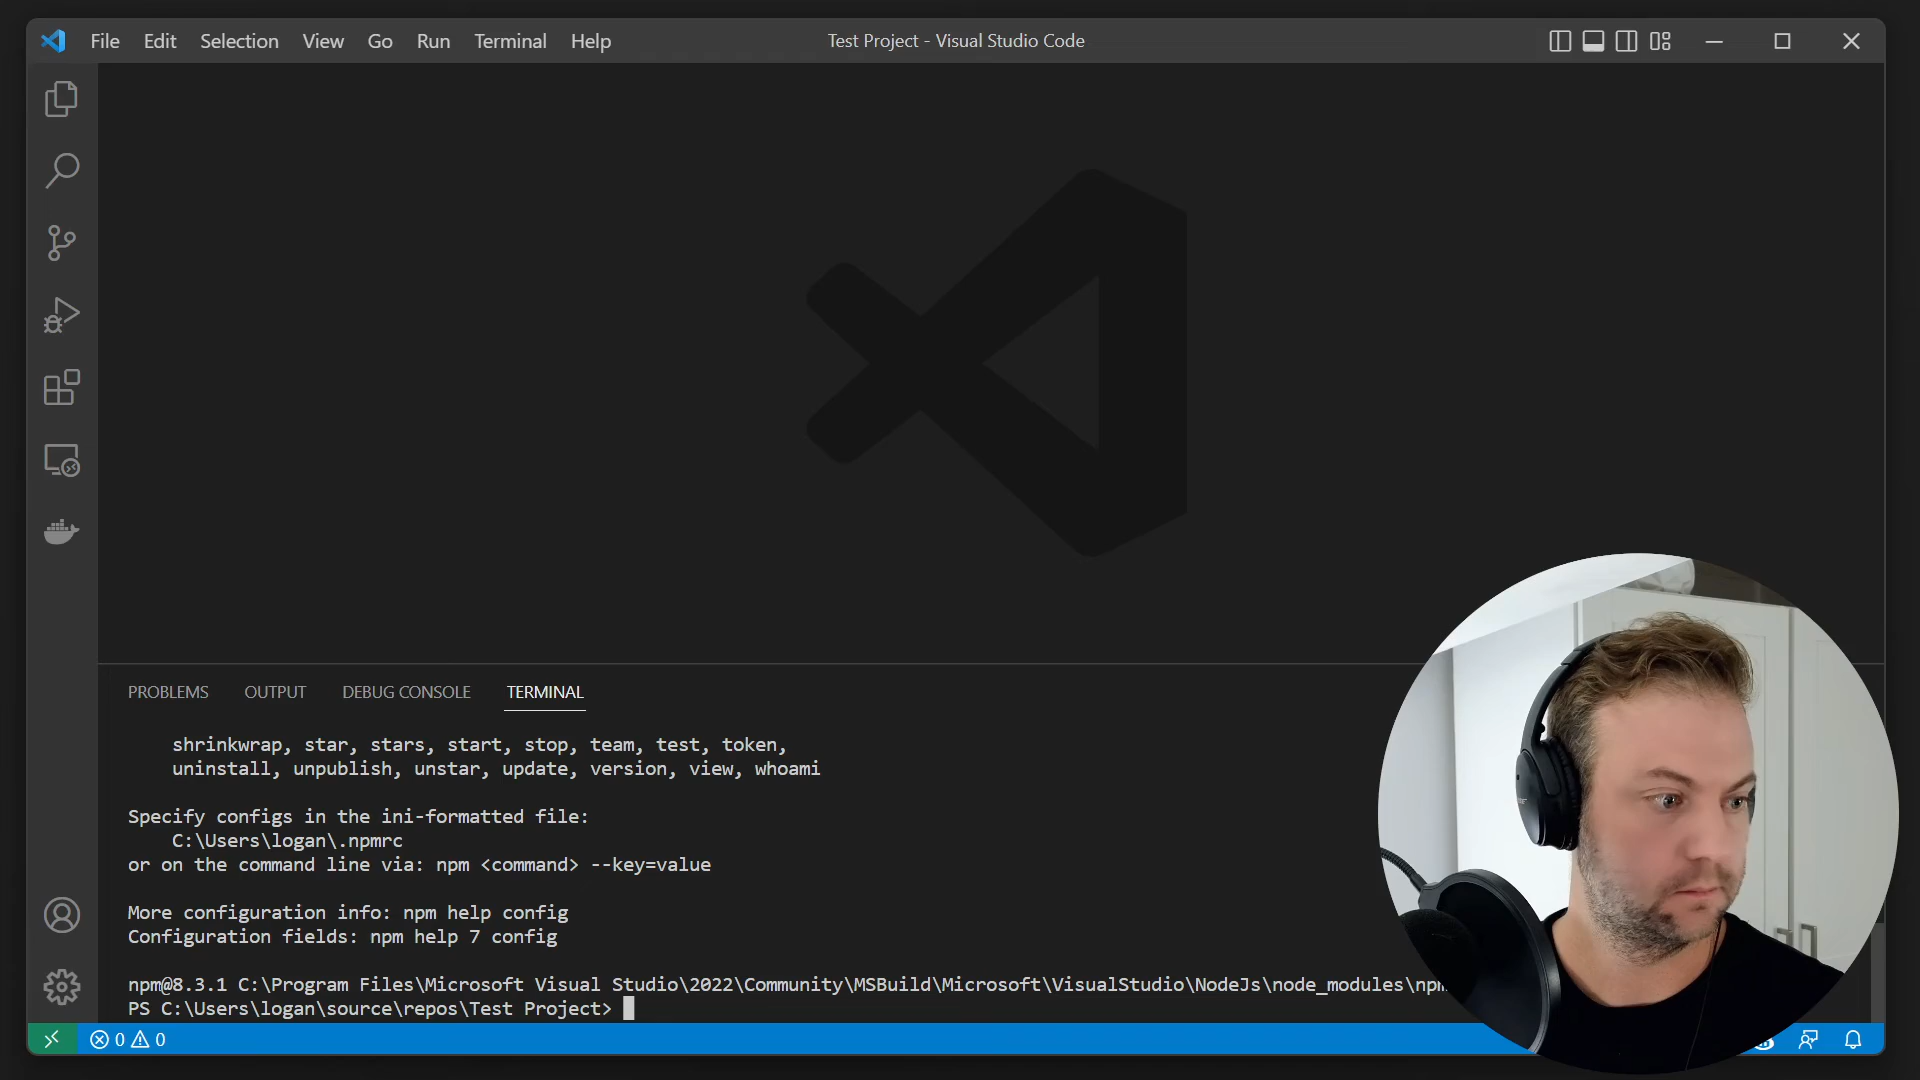 File Edit Selection View Go Run Terminal Help
Test Project - Visual Studio Code
PROBLEMS OUTPUT DEBUG CONSOLE TERMINAL
shrinkwrap, star, stars, start, stop, team, test, token,
uninstall, unpublish, unstar, update, version, view, whoami
Specify configs in the ini-formatted file:
C:\Users\logan\.npmrc
or on the command line via: npm <command> --key=value
More configuration info: npm help config
Configuration fields: npm help 7 config
npm@8.3.1 C:\Program Files\Microsoft Visual Studio\2022\Community\MSBuild\Microsoft\VisualStudio\NodeJs\node_modules\npm
PS C:\Users\logan\source\repos\Test Project>
0 0